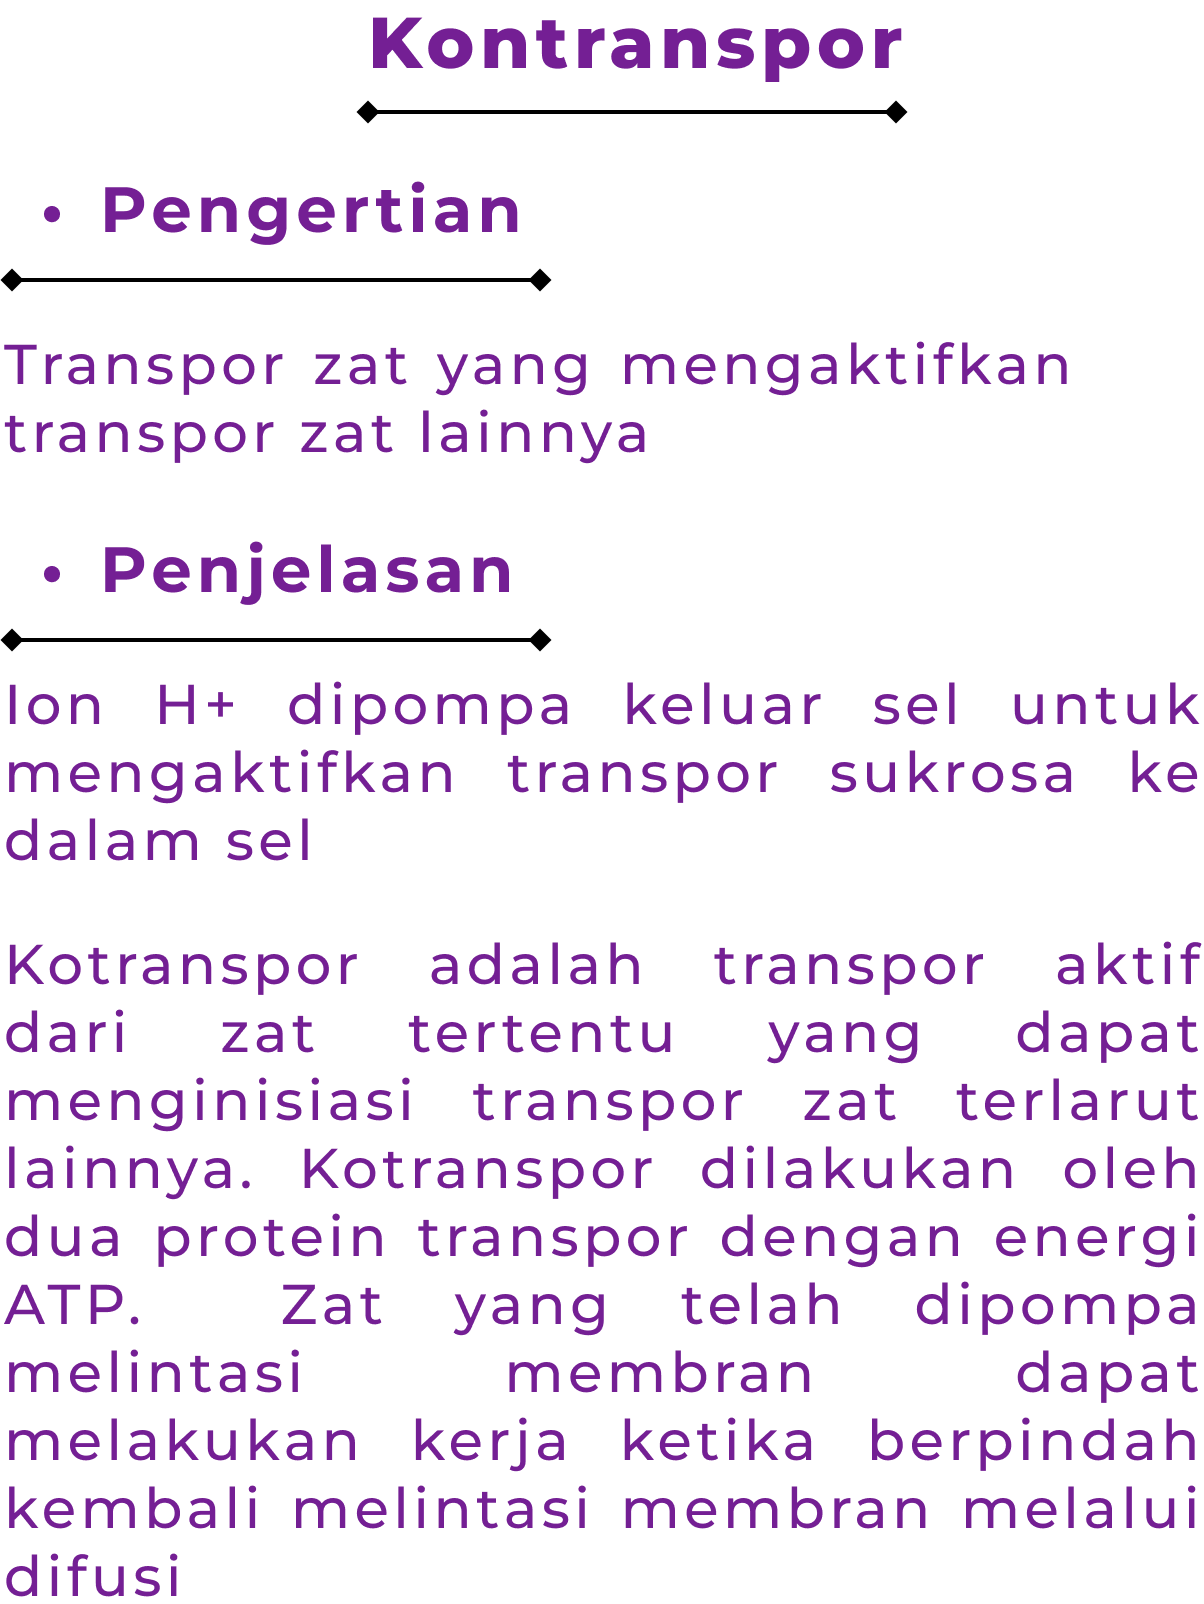 Kontranspor
• Pengertian
Transpor zat yang mengaktifkan
transpor zat lainnya
• Penjelasan
Ion H+ dipompa keluar sel untuk
mengaktifkan transpor sukrosa ke
dalam sel
Kotranspor adalah transpor aktif
dari zat tertentu yang dapat
menginisiasi transpor zat terlarut
lainnya. Kotranspor dilakukan oleh
dua protein transpor dengan energi
ATP. Zat yang telah dipompa
melintasi membran dapat
melakukan kerja ketika berpindah
kembali melintasi membran melalui
difusi